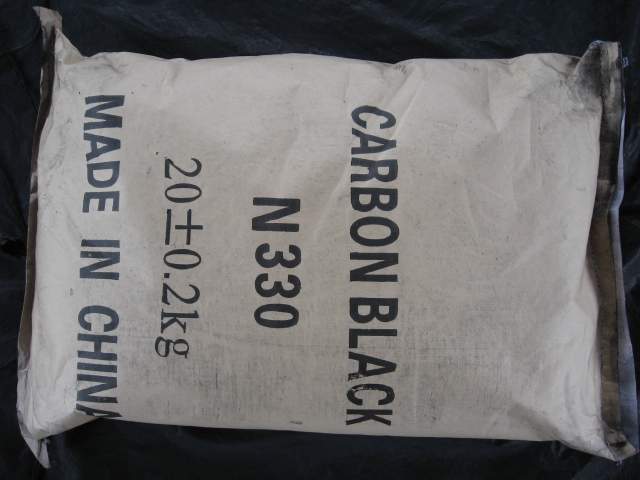 CARBON BLACK
N 330
20±0.2kg
MADE IN CHINA